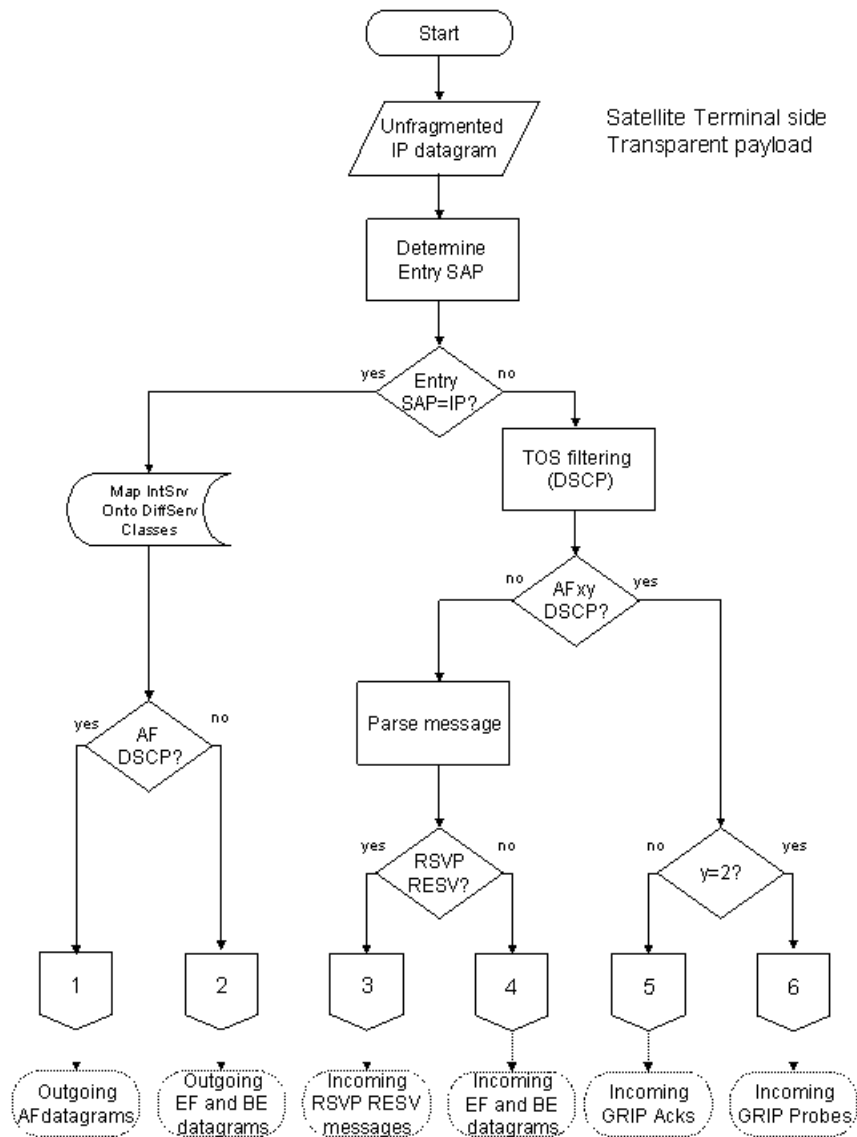 Start
Unfragmented
IP datagram
Satellite Terminal side
Transparent payload
Determine
Entry SAP
yes
Entry
SAP=IP?
no
Map IntSrv
Onto DiffServ
Classes
TOS filtering
(DSCP)
no
AFxy
DSCP?
yes
yes
AF
DSCP?
no
Parse message
yes
RSVP
RESV?
no
no
y=2?
yes
1
2
3
4
5
6
Outgoing
AFdatagrams
Outgoing
EF and BE
datagrams
Incoming
RSVP RESV
messages
Incoming
EF and BE
datagrams
Incoming
GRIP Acks
Incoming
GRIP Probes